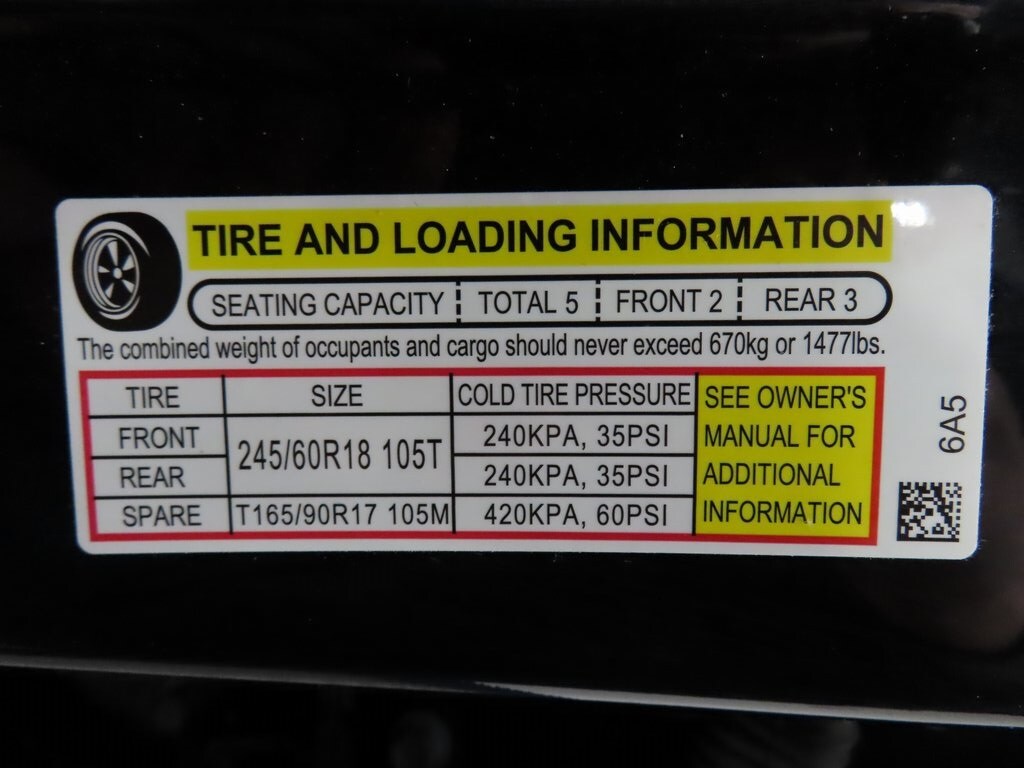 TIRE AND LOADING INFORMATION
SEATING CAPACITY TOTAL 5 FRONT 2 REAR 3
The combined weight of occupants and cargo should never exceed 670kg or 1477lbs.
TIRE SIZE COLD TIRE PRESSURE
FRONT 245/60R18 105T 240KPA, 35PSI
REAR 240KPA, 35PSI
SPARE T165/90R17 105M 420KPA, 60PSI
SEE OWNER'S
MANUAL FOR
ADDITIONAL
INFORMATION
6A5